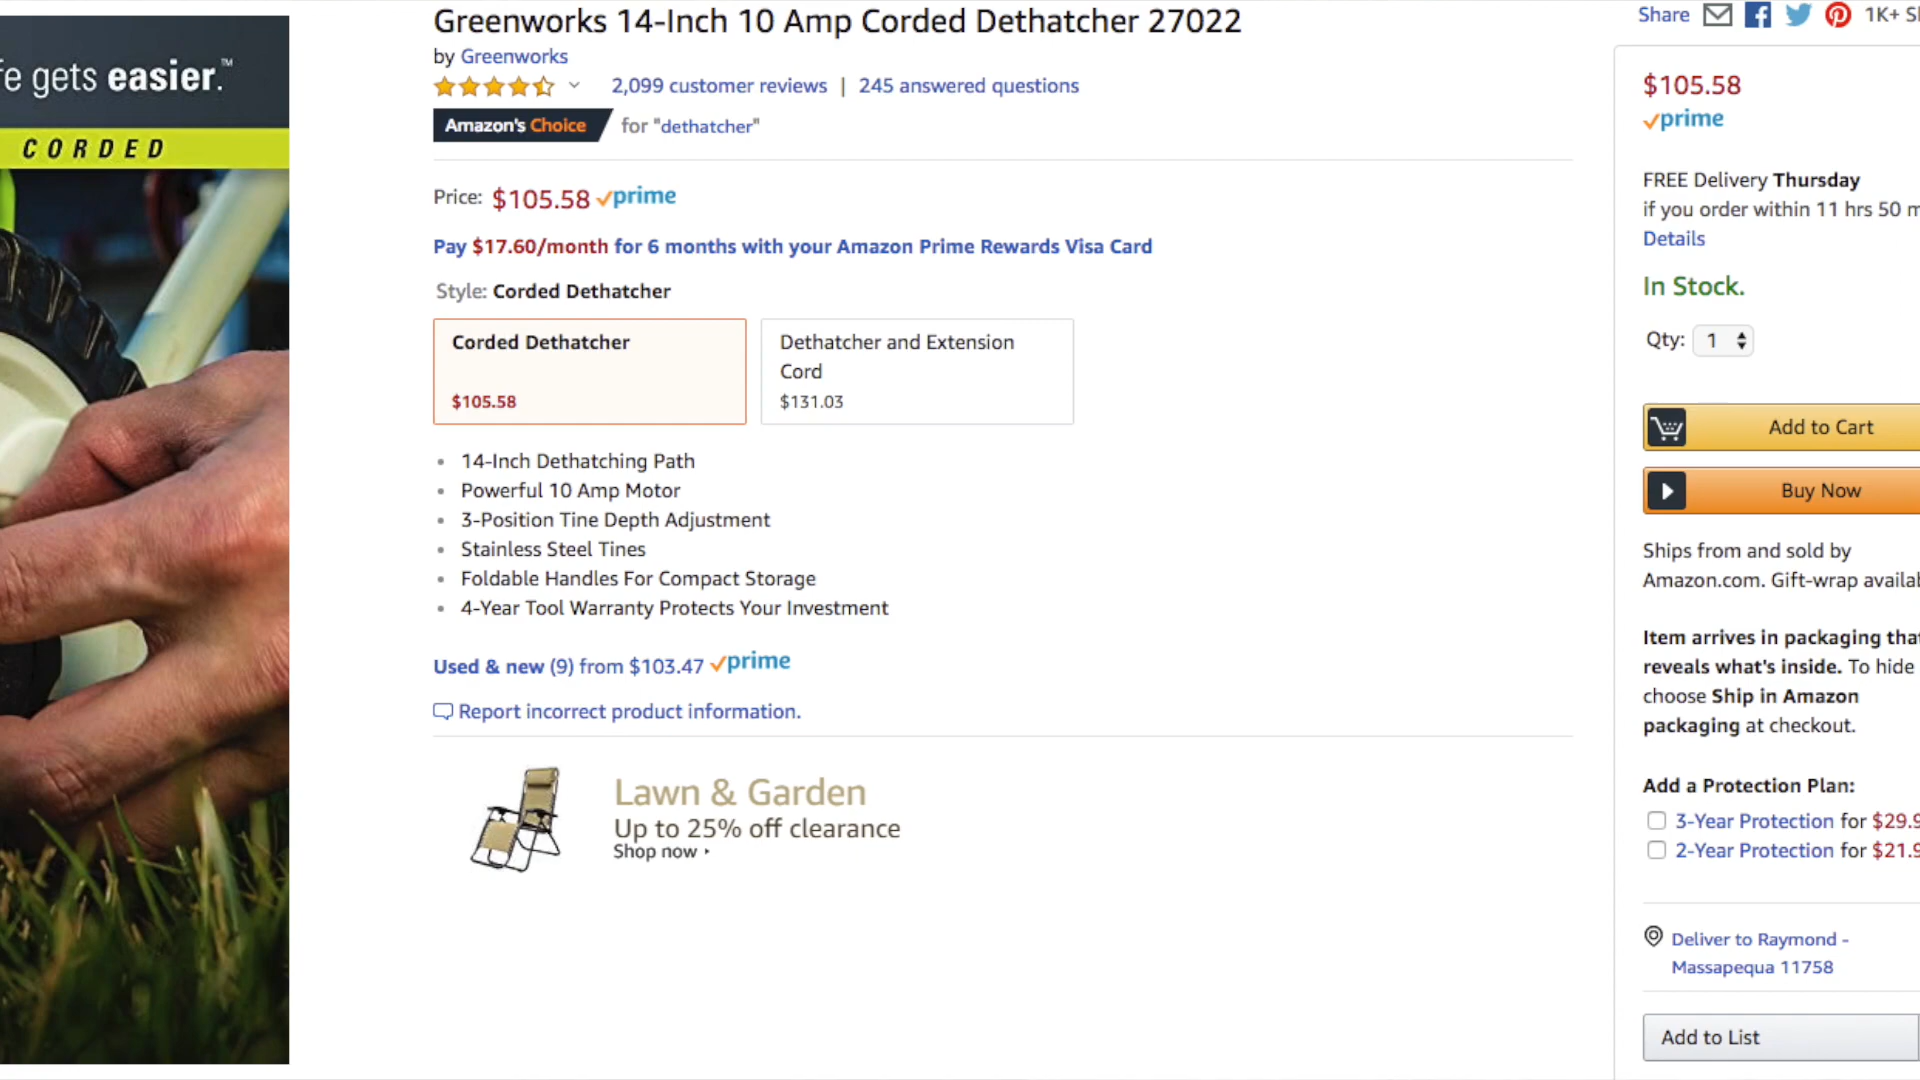 fe gets easier.™
CORDED
Greenworks 14-Inch 10 Amp Corded Dethatcher 27022
by Greenworks
2,099 customer reviews | 245 answered questions
Amazon's Choice for "dethatcher"
Price: $105.58 prime
Pay $17.60/month for 6 months with your Amazon Prime Rewards Visa Card
Style: Corded Dethatcher
Corded Dethatcher
$105.58
Dethatcher and Extension
Cord
$131.03
14-Inch Dethatching Path
Powerful 10 Amp Motor
3-Position Tine Depth Adjustment
Stainless Steel Tines
Foldable Handles For Compact Storage
4-Year Tool Warranty Protects Your Investment
Used & new (9) from $103.47 prime
Report incorrect product information.
Lawn & Garden
Up to 25% off clearance
Shop now
Share 1K+
$105.58
prime
FREE Delivery Thursday
if you order within 11 hrs 50 m
Details
In Stock.
Qty: 1
Add to Cart
Buy Now
Ships from and sold by
Amazon.com. Gift-wrap availab
Item arrives in packaging that
reveals what's inside. To hide
choose Ship in Amazon
packaging at checkout.
Add a Protection Plan:
3-Year Protection for $29.9
2-Year Protection for $21.9
Deliver to Raymond -
Massapequa 11758
Add to List